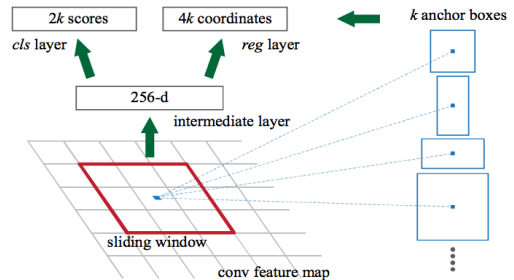 2k scores
4k coordinates
k anchor boxes
cls layer
reg layer
256-d
intermediate layer
sliding window
conv feature map